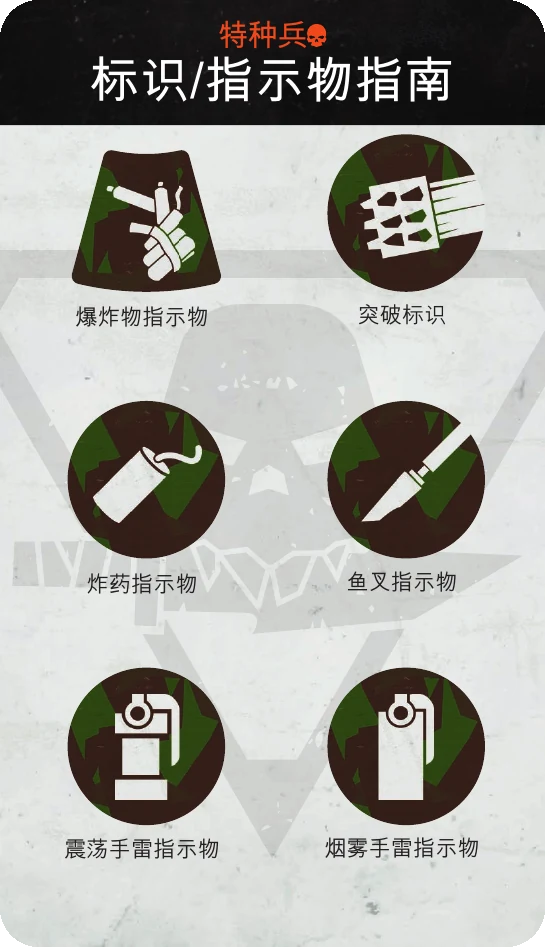 特种兵
标识/指示物指南
爆炸物指示物
突破标识
炸药指示物
鱼叉指示物
震荡手雷指示物
烟雾手雷指示物